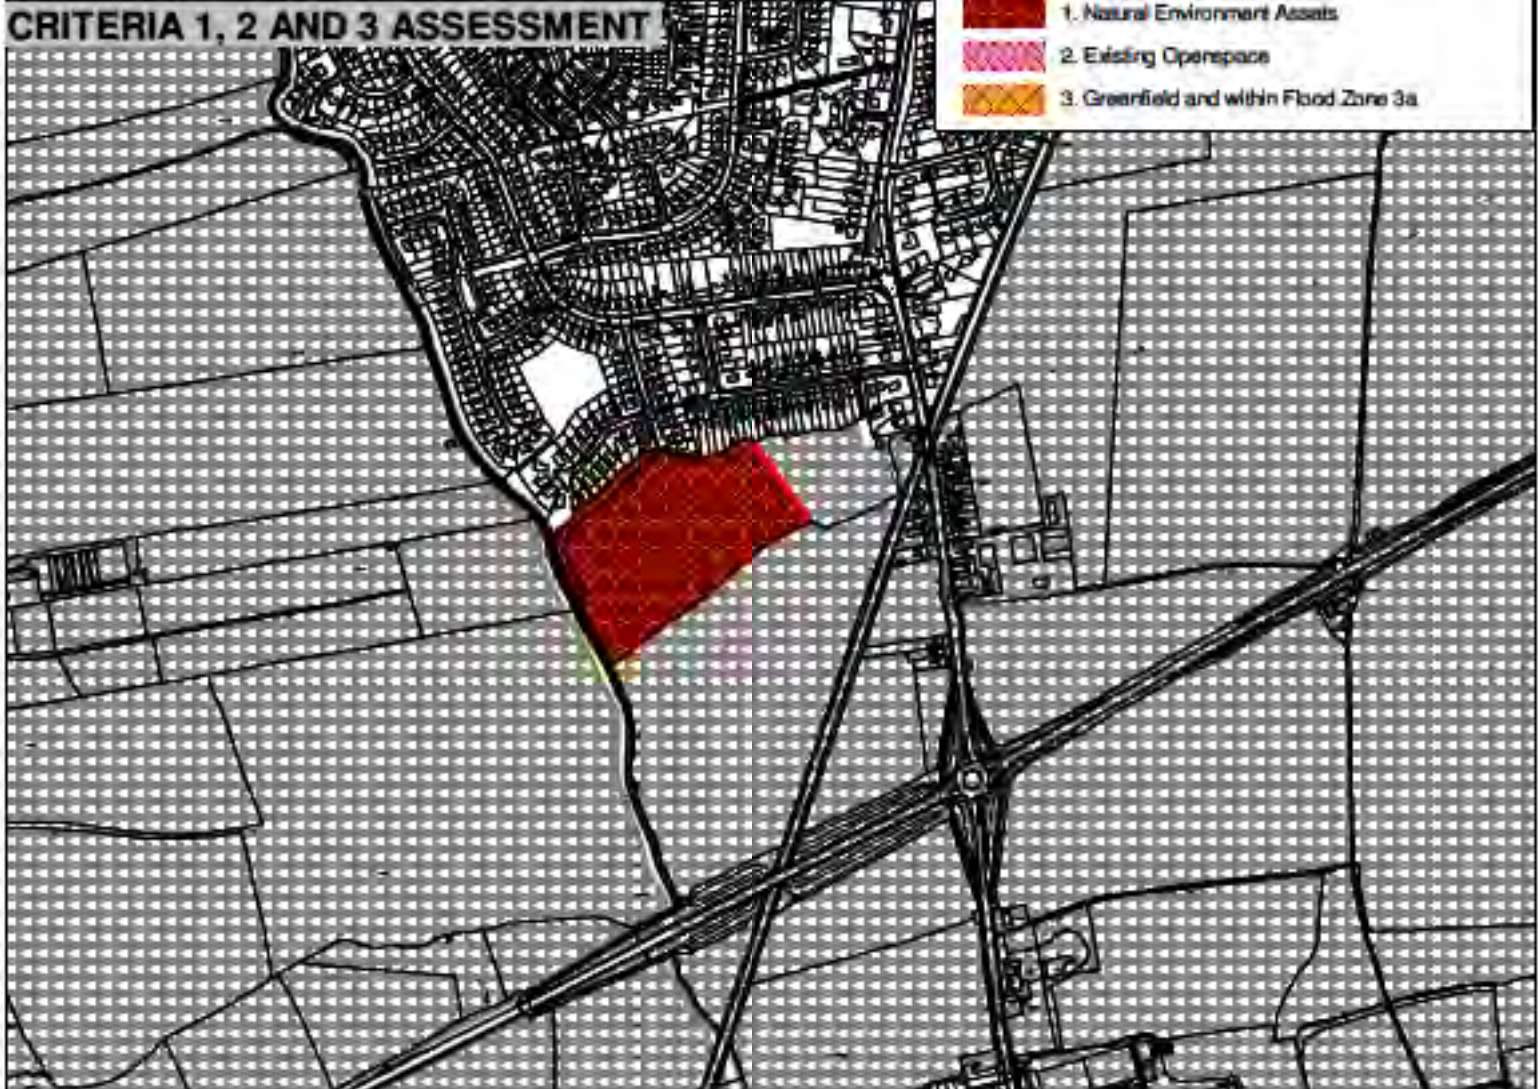 CRITERIA 1, 2 AND 3 ASSESSMENT
1. Natural Environment Assets
2. Existing Openspace
3. Greenfield and within Flood Zone 3a